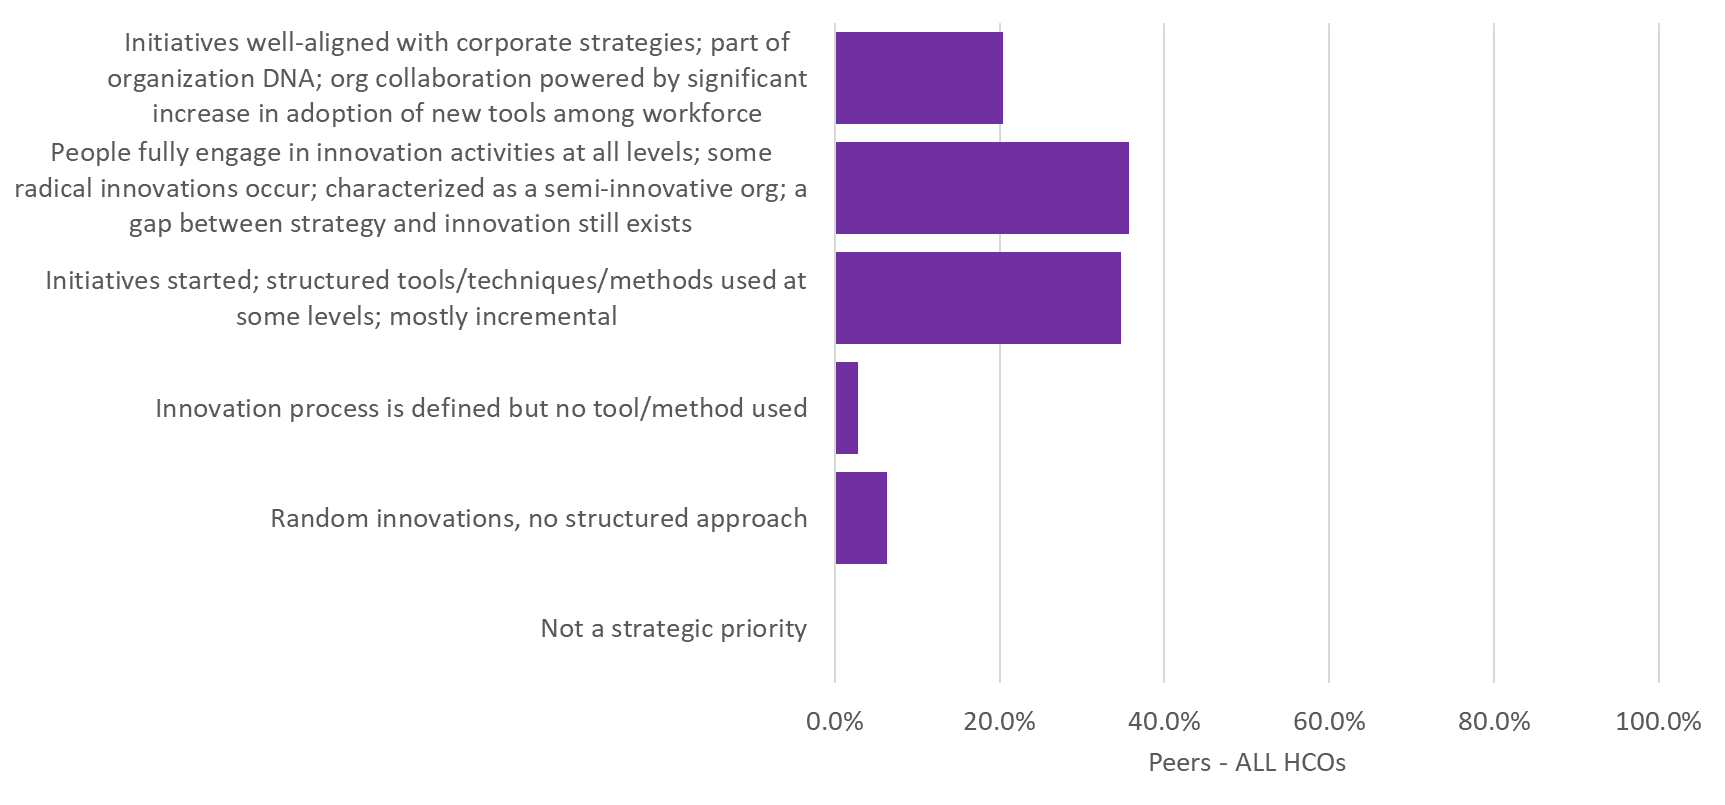 Initiatives well-aligned with corporate strategies; part of
organization DNA; org collaboration powered by significant
increase in adoption of new tools among workforce
People fully engage in innovation activities at all levels; some
radical innovations occur; characterized as a semi-innovative org; a
gap between strategy and innovation still exists
Initiatives started; structured tools/techniques/methods used at
some levels; mostly incremental
Innovation process is defined but no tool/method used
Random innovations, no structured approach
Not a strategic priority
0.0% 20.0% 40.0% 60.0% 80.0% 100.0%
Peers - ALL HCOs